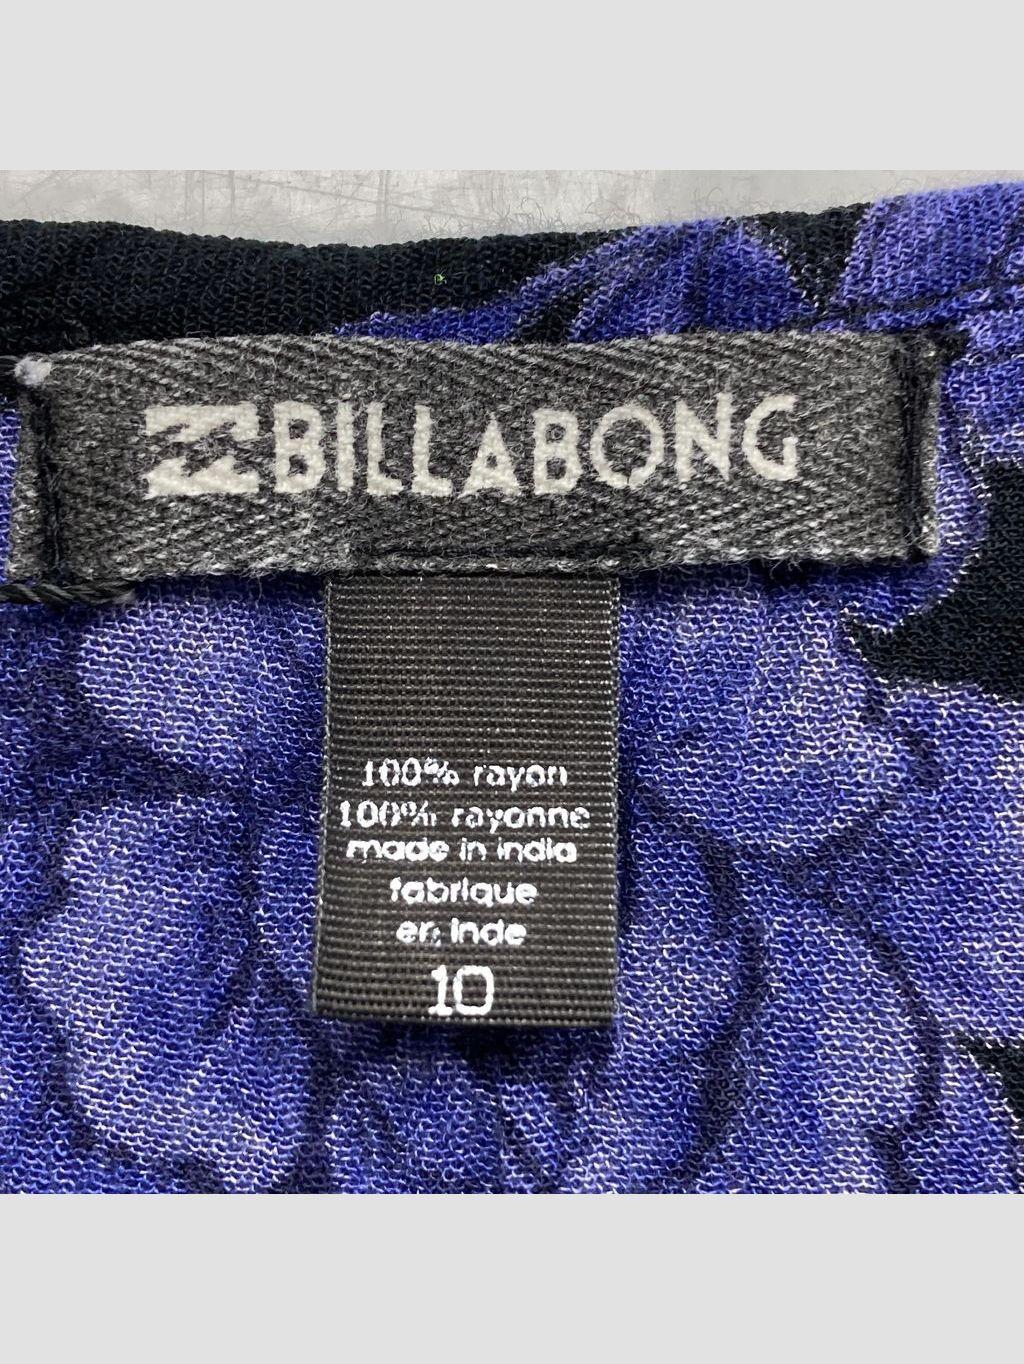 BILLABONG
100% rayon
100% rayonne
made in india
fabrique
en inde
10